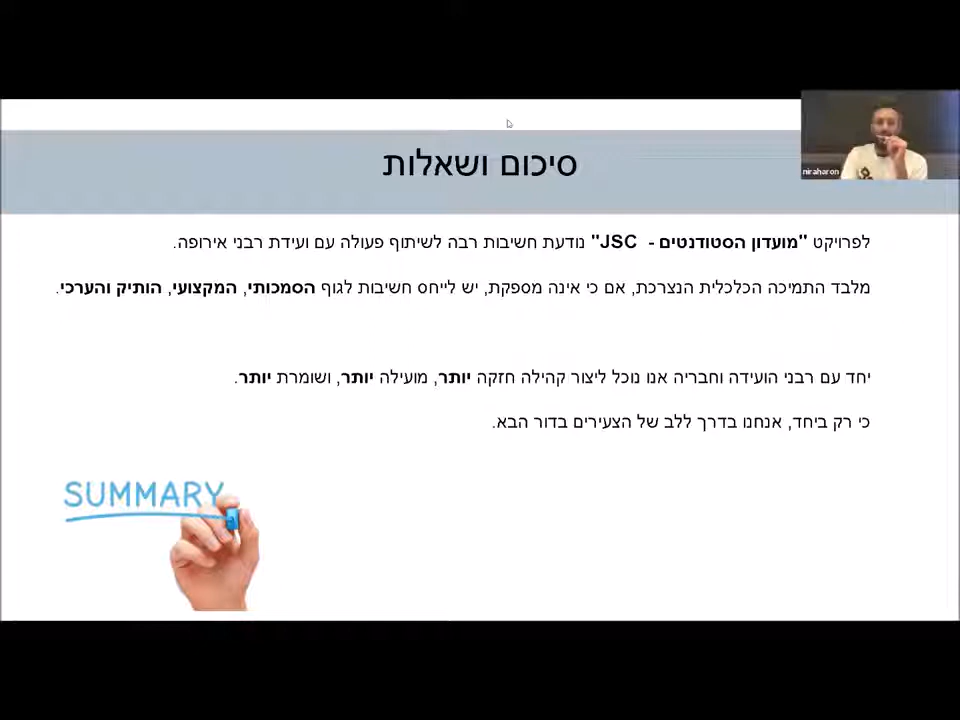 סיכום ושאלות
niraharon
לפרויקט "מועדון הסטודנטים - JSC" נודעת חשיבות רבה לשיתוף פעולה עם ועידת רבני אירופה.
מלבד התמיכה הכלכלית הנצרכת, אם כי אינה מספקת, יש לייחס חשיבות לגוף הסמכותי, המקצועי, הותיק והערכי.
יחד עם רבני הועידה וחבריה אנו נוכל ליצור קהילה חזקה יותר, מועילה יותר, ושומרת יותר.
כי רק ביחד, אנחנו בדרך ללב של הצעירים בדור הבא.
SUMMARY